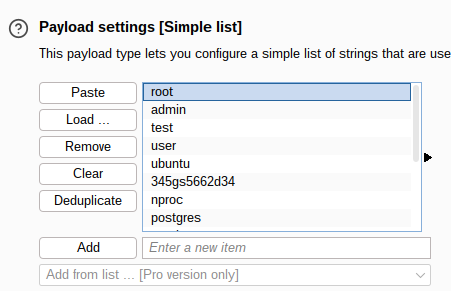 Payload settings [Simple list]
This payload type lets you configure a simple list of strings that are use
Paste
Load ...
Remove
Clear
Deduplicate
root
admin
test
user
ubuntu
345gs5662d34
nproc
postgres
Add
Enter a new item
Add from list ... [Pro version only]